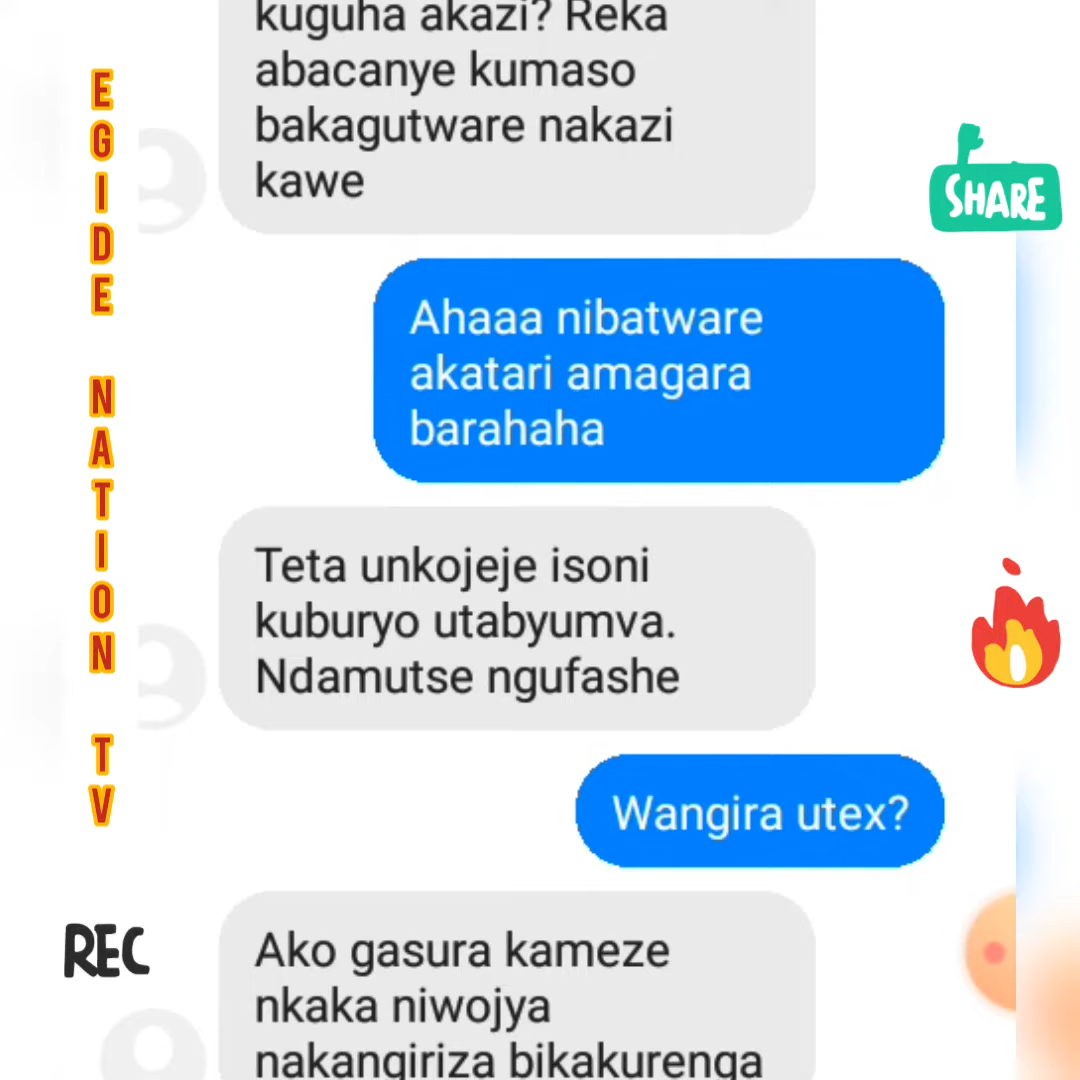 kuguha akazi? Reka
abacanye kumaso
bakagutware nakazi
kawe
Ahaaa nibatware
akatari amagara
barahaha
Teta unkojeje isoni
kuburyo utabyumva.
Ndamutse ngufashe
Wangira utex?
Ako gasura kameze
nkaka niwojya
nakangiriza bikakurenga
EGIDE NATION TV
SHARE
REC